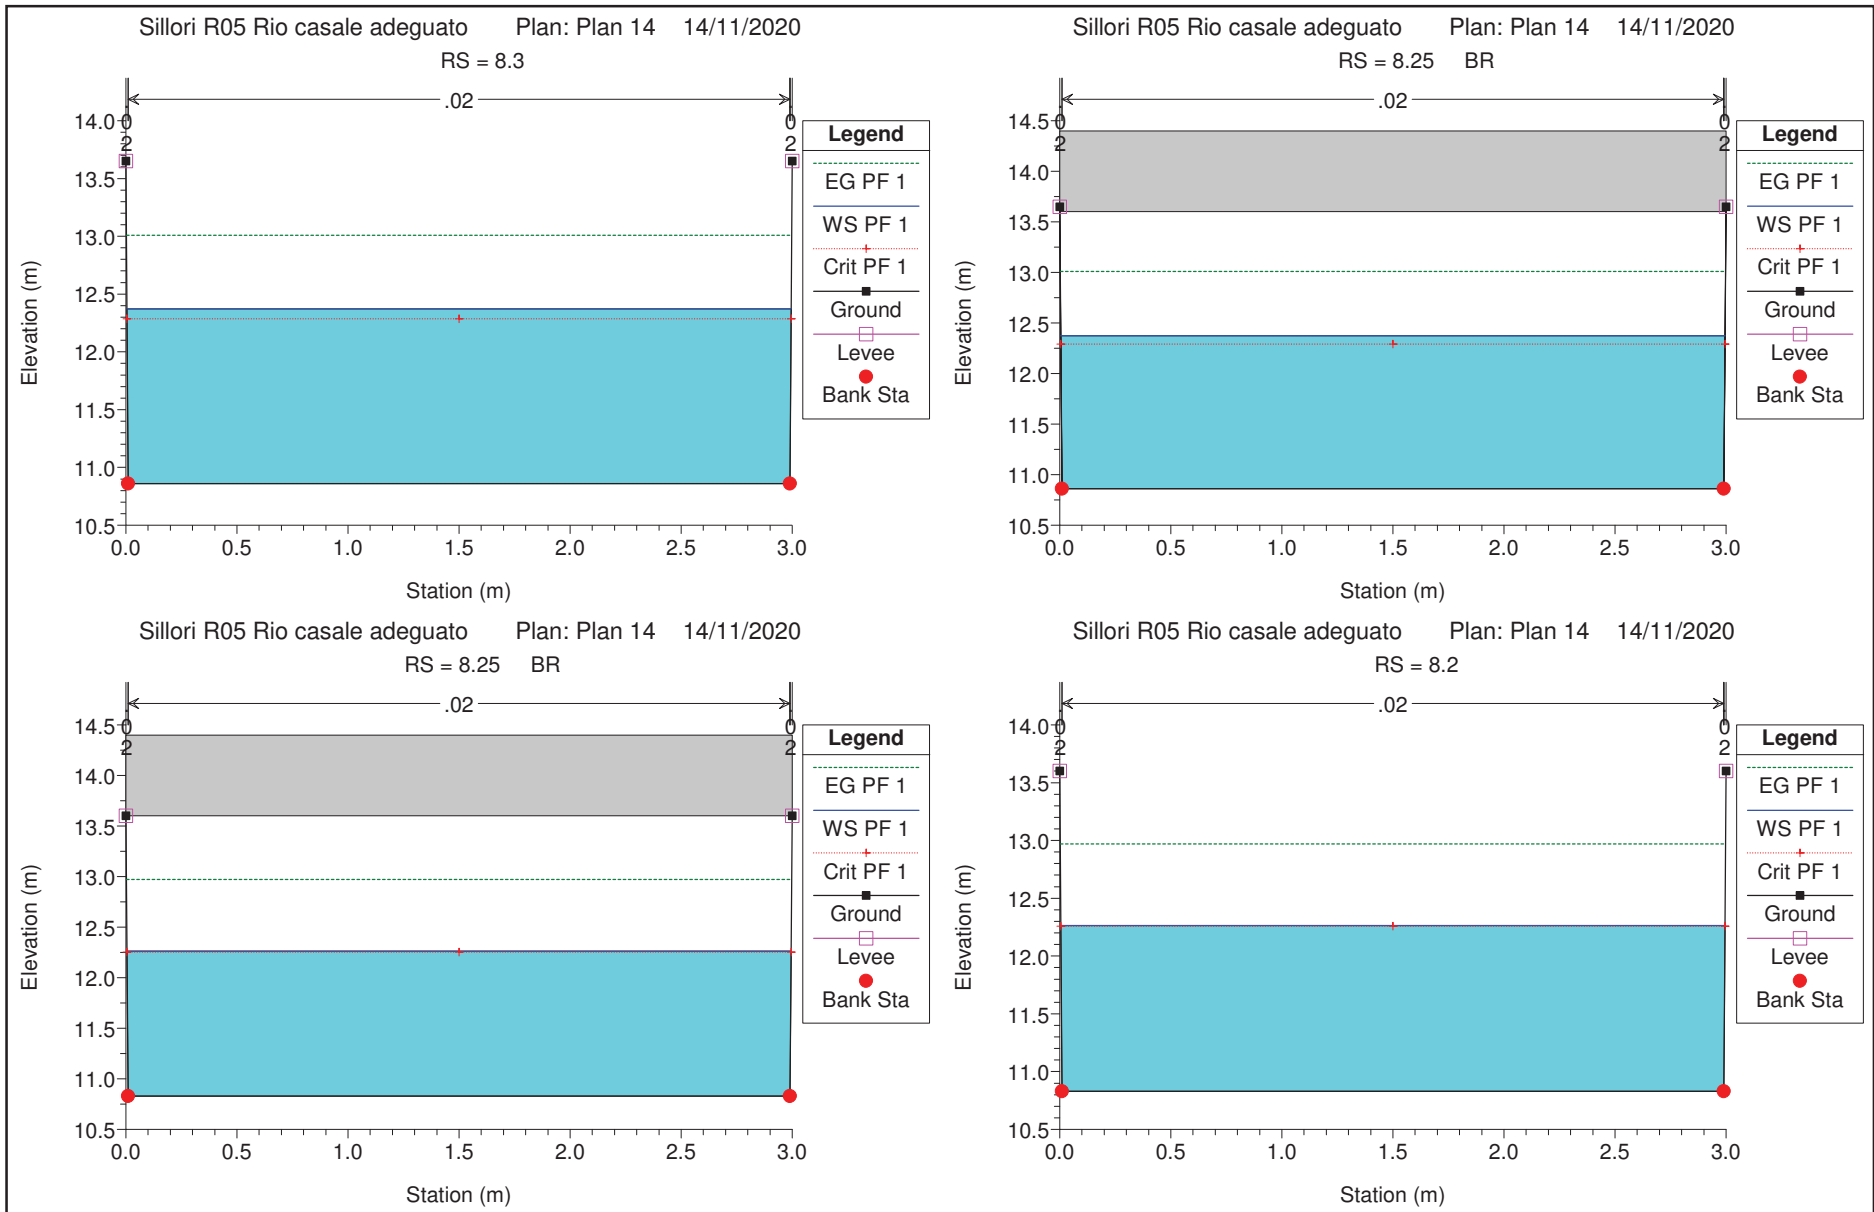 Sillori R05 Rio casale adeguato Plan: Plan 14 14/11/2020
RS = 8.3
.02
.02
.02
14.0
13.5
13.0
12.5
12.0
11.5
11.0
10.5
0.0 0.5 1.0 1.5 2.0 2.5 3.0
Elevation (m)
Station (m)
Legend
EG PF 1
WS PF 1
Crit PF 1
Ground
Levee
Bank Sta
Sillori R05 Rio casale adeguato Plan: Plan 14 14/11/2020
RS = 8.25 BR
.02
.02
.02
14.5
14.0
13.5
13.0
12.5
12.0
11.5
11.0
10.5
0.0 0.5 1.0 1.5 2.0 2.5 3.0
Elevation (m)
Station (m)
Legend
EG PF 1
WS PF 1
Crit PF 1
Ground
Levee
Bank Sta
Sillori R05 Rio casale adeguato Plan: Plan 14 14/11/2020
RS = 8.25 BR
.02
.02
.02
14.5
14.0
13.5
13.0
12.5
12.0
11.5
11.0
10.5
0.0 0.5 1.0 1.5 2.0 2.5 3.0
Elevation (m)
Station (m)
Legend
EG PF 1
WS PF 1
Crit PF 1
Ground
Levee
Bank Sta
Sillori R05 Rio casale adeguato Plan: Plan 14 14/11/2020
RS = 8.2
.02
.02
.02
14.0
13.5
13.0
12.5
12.0
11.5
11.0
10.5
0.0 0.5 1.0 1.5 2.0 2.5 3.0
Elevation (m)
Station (m)
Legend
EG PF 1
WS PF 1
Crit PF 1
Ground
Levee
Bank Sta